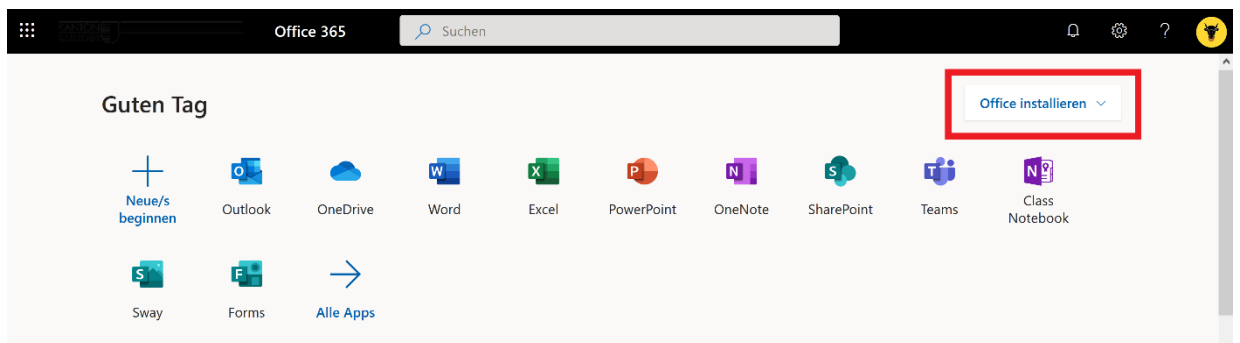 Office 365
Suchen
?
Guten Tag
Office installieren
Neue/s
beginnen
Outlook
OneDrive
Word
Excel
PowerPoint
OneNote
SharePoint
Teams
Class
Notebook
Sway
Forms
Alle Apps